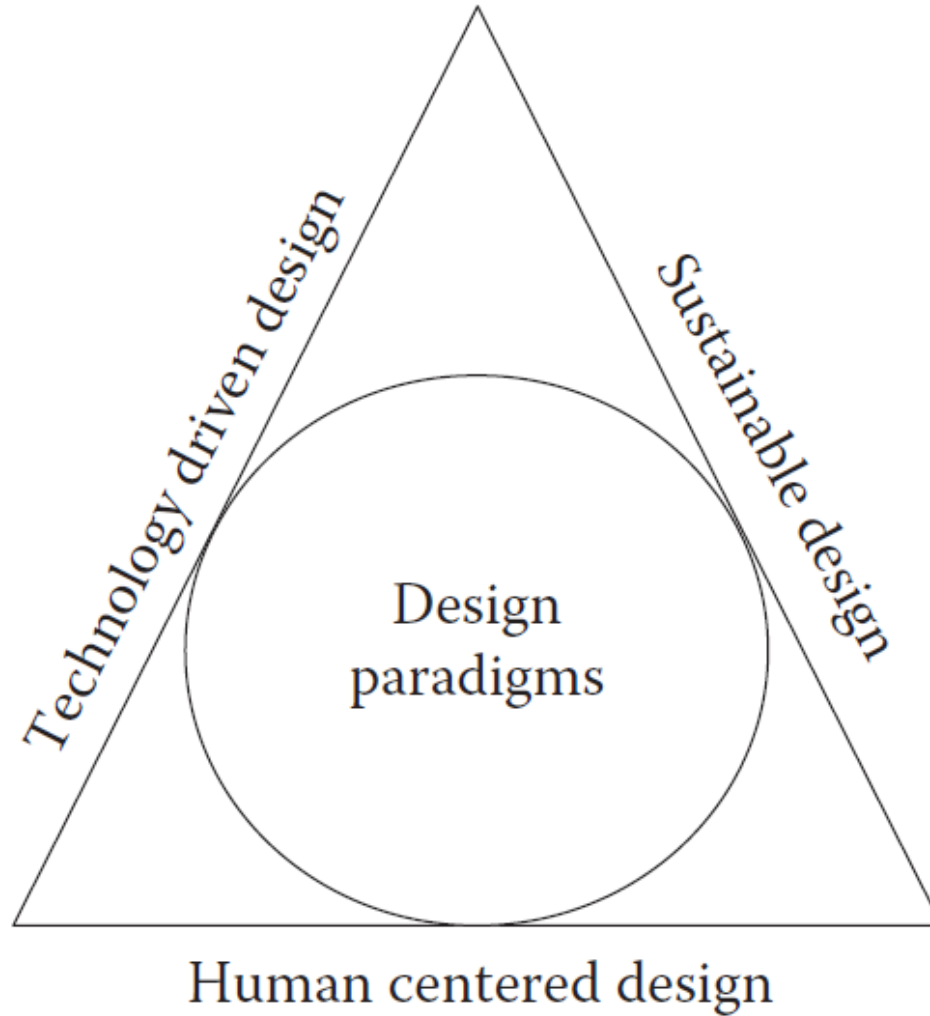 Technology driven design
Sustainable design
Design
paradigms
Human centered design